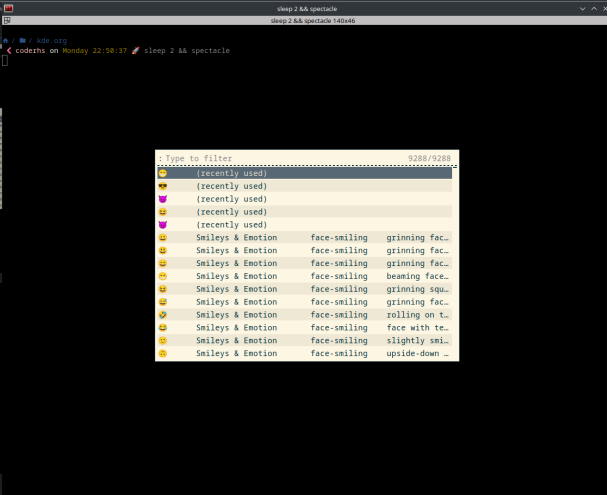 sleep 2 && spectacle
sleep 2 && spectacle 140x46
/ / kde.org
coderhs on Monday 22:50:37 🚀 sleep 2 && spectacle
: Type to filter 9288/9288
😁 (recently used)
😎 (recently used)
😈 (recently used)
😆 (recently used)
😈 (recently used)
😀 Smileys & Emotion face-smiling grinning fac…
😃 Smileys & Emotion face-smiling grinning fac…
😄 Smileys & Emotion face-smiling grinning fac…
😁 Smileys & Emotion face-smiling beaming face…
😆 Smileys & Emotion face-smiling grinning squ…
😅 Smileys & Emotion face-smiling grinning fac…
🤣 Smileys & Emotion face-smiling rolling on t…
😂 Smileys & Emotion face-smiling face with te…
🙂 Smileys & Emotion face-smiling slightly smi…
🙃 Smileys & Emotion face-smiling upside-down …